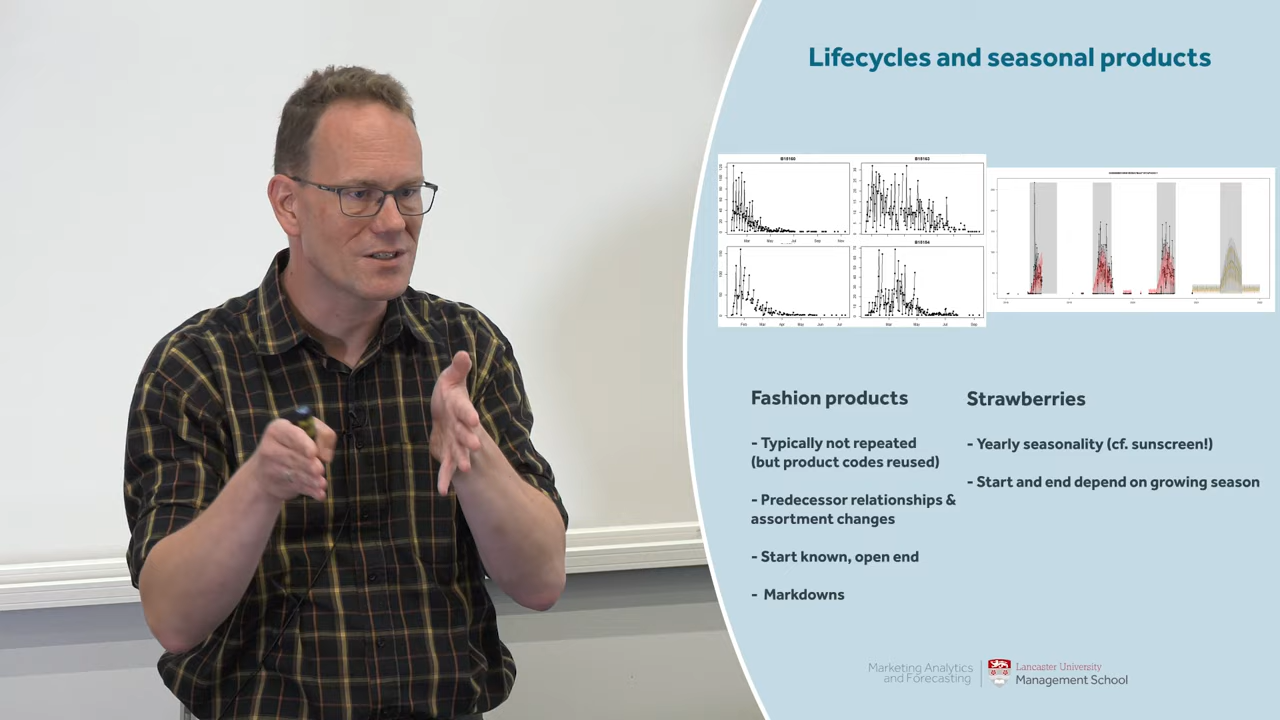 Lifecycles and seasonal products
Fashion products
- Typically not repeated
(but product codes reused)
- Predecessor relationships &
assortment changes
- Start known, open end
- Markdowns
Strawberries
- Yearly seasonality (cf. sunscreen!)
- Start and end depend on growing season
Marketing Analytics
and Forecasting
Lancaster University
Management School